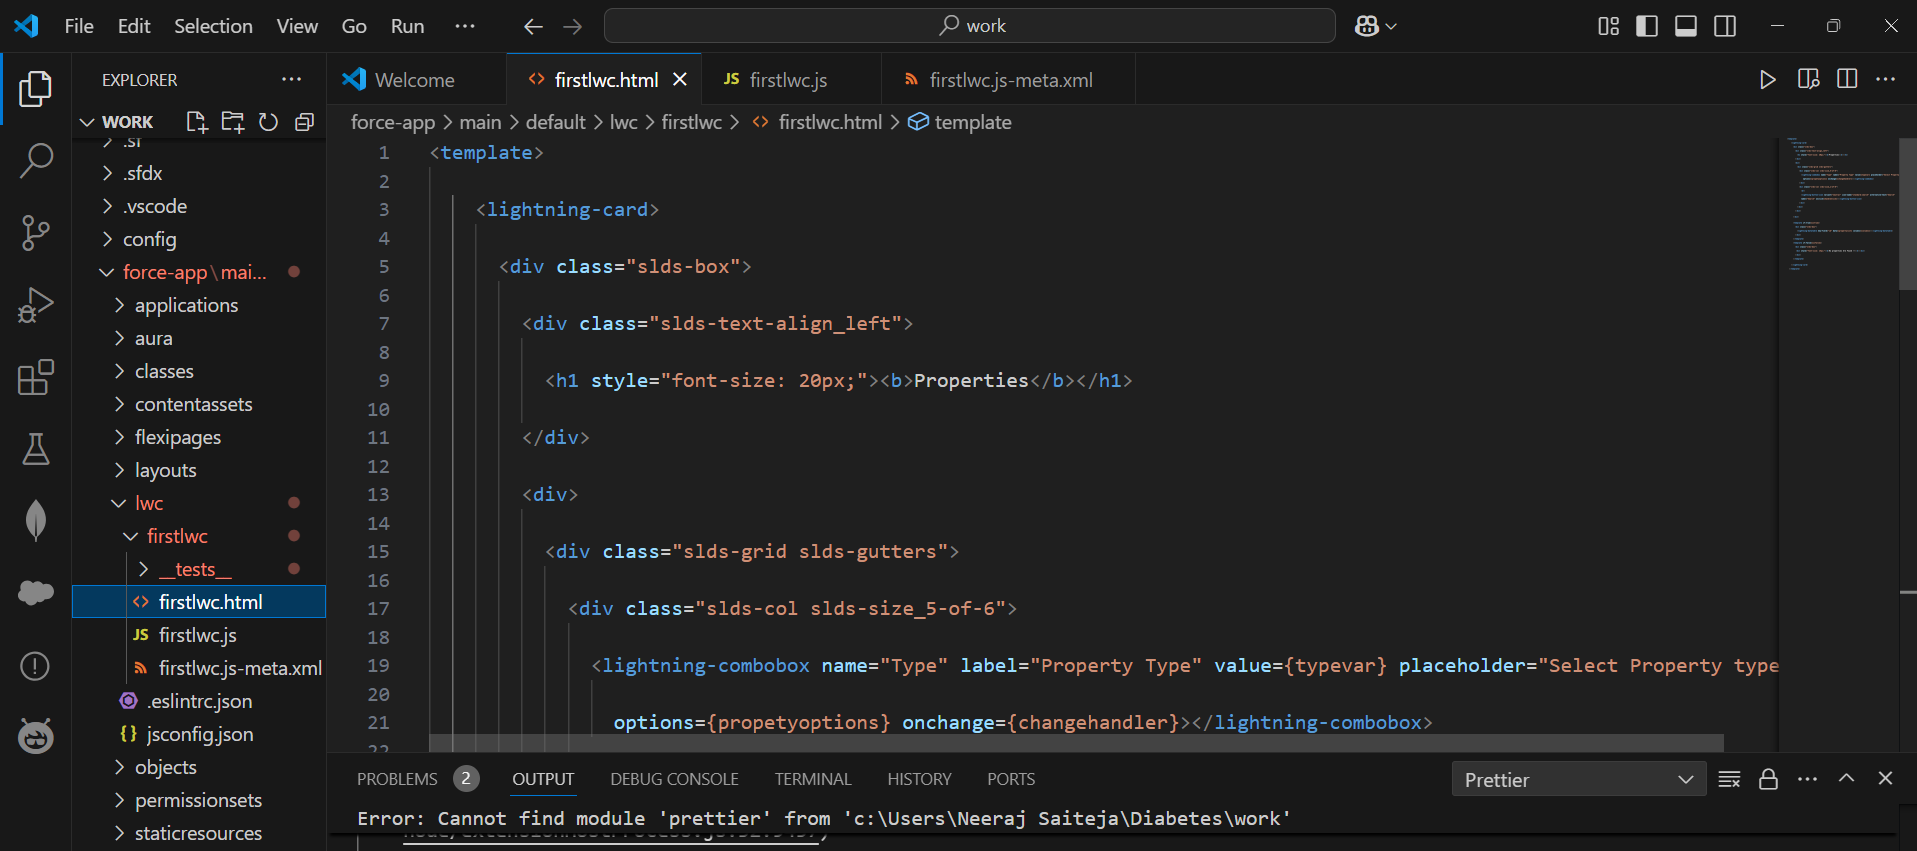 File Edit Selection View Go Run ··· work
EXPLORER ···
WORK
.sf
.sfdx
.vscode
config
force-app\mai...
applications
aura
classes
contentassets
flexipages
layouts
lwc
firstlwc
__tests__
firstlwc.html
JS firstlwc.js
firstlwc.js-meta.xml
.eslintrc.json
{} jsconfig.json
objects
permissionsets
staticresources
Welcome <> firstlwc.html JS firstlwc.js firstlwc.js-meta.xml
force-app > main > default > lwc > firstlwc > <> firstlwc.html > template
1 <template>
2
3 <lightning-card>
4
5 <div class="slds-box">
6
7 <div class="slds-text-align_left">
8
9 <h1 style="font-size: 20px;"><b>Properties</b></h1>
10
11 </div>
12
13 <div>
14
15 <div class="slds-grid slds-gutters">
16
17 <div class="slds-col slds-size_5-of-6">
18
19 <lightning-combobox name="Type" label="Property Type" value={typevar} placeholder="Select Property type
20
21 options={propetyoptions} onchange={changehandler}></lightning-combobox>
22
PROBLEMS 2 OUTPUT DEBUG CONSOLE TERMINAL HISTORY PORTS Prettier
Error: Cannot find module 'prettier' from 'c:\Users\Neeraj Saiteja\Diabetes\work'